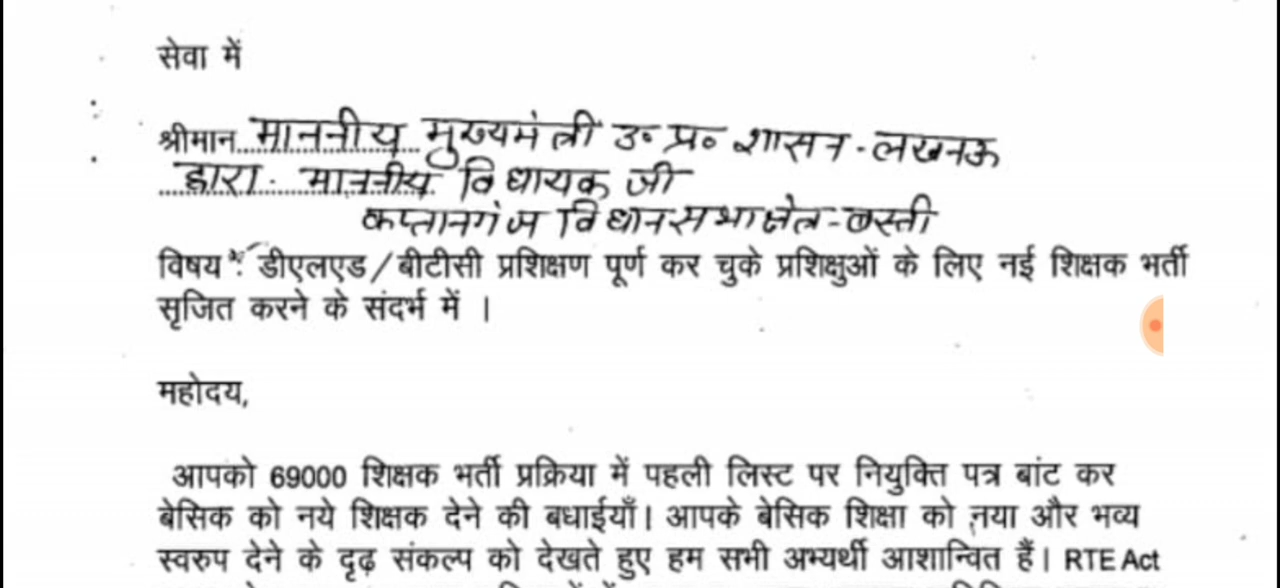 सेवा में
श्रीमान माननीय मुख्यमंत्री उ० प्र० शासन - लखनऊ
द्वारा - माननीय विधायक जी
कप्तानगंज विधानसभा क्षेत्र - बस्ती
विषय :- डीएलएड/बीटीसी प्रशिक्षण पूर्ण कर चुके प्रशिक्षुओं के लिए नई शिक्षक भर्ती
सृजित करने के संदर्भ में ।
महोदय,
आपको 69000 शिक्षक भर्ती प्रक्रिया में पहली लिस्ट पर नियुक्ति पत्र बांट कर
बेसिक को नये शिक्षक देने की बधाईयाँ। आपके बेसिक शिक्षा को नया और भव्य
स्वरुप देने के दृढ़ संकल्प को देखते हुए हम सभी अभ्यर्थी आशान्वित हैं। RTE Act